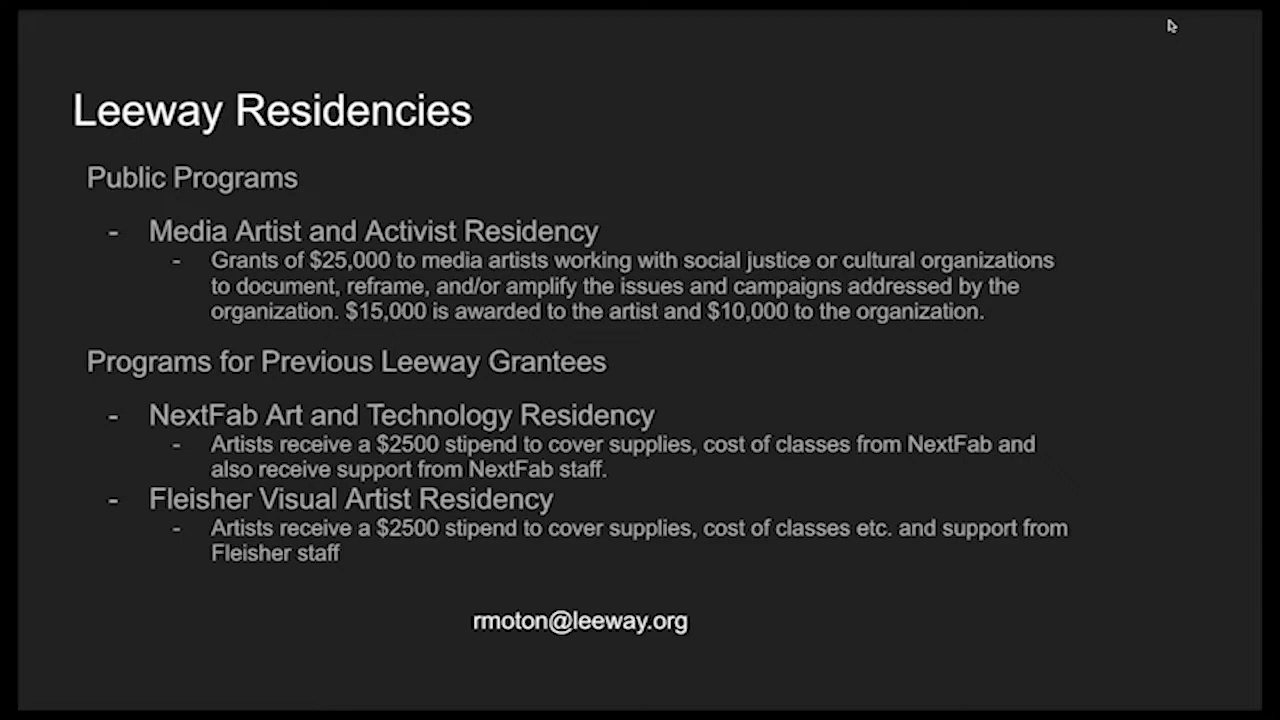 Leeway Residencies
Public Programs
- Media Artist and Activist Residency
- Grants of $25,000 to media artists working with social justice or cultural organizations
to document, reframe, and/or amplify the issues and campaigns addressed by the
organization. $15,000 is awarded to the artist and $10,000 to the organization.
Programs for Previous Leeway Grantees
- NextFab Art and Technology Residency
- Artists receive a $2500 stipend to cover supplies, cost of classes from NextFab and
also receive support from NextFab staff.
- Fleisher Visual Artist Residency
- Artists receive a $2500 stipend to cover supplies, cost of classes etc. and support from
Fleisher staff
rmoton@leeway.org